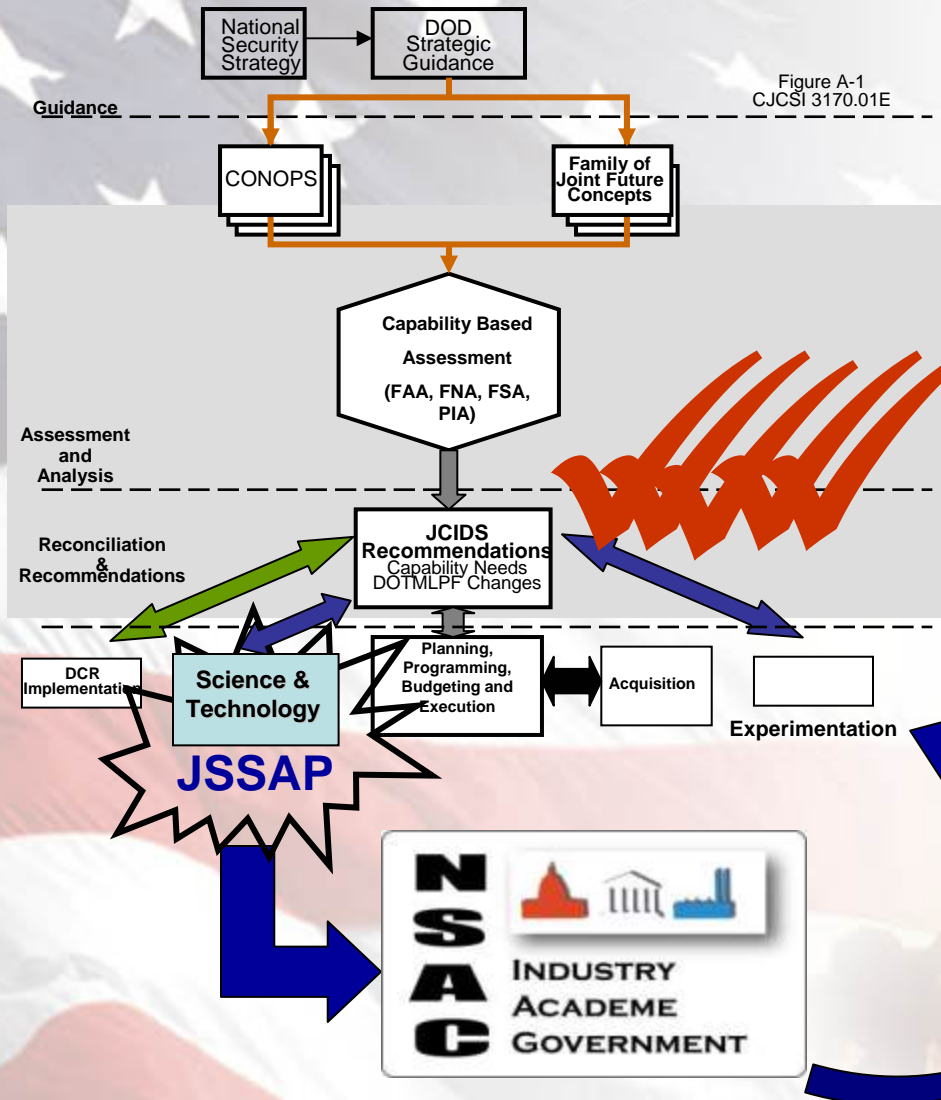 National
Security
Strategy
DOD
Strategic
Guidance
Figure A-1
CJCSI 3170.01E
Guidance
CONOPS
Family of
Joint Future
Concepts
Capability Based
Assessment
(FAA, FNA, FSA,
PIA)
Assessment
and
Analysis
JCIDS
Recommendations
Capability Needs
DOTMLPF Changes
Reconciliation
&
Recommendations
DCR
Implementation
Science &
Technology
Planning,
Programming,
Budgeting and
Execution
Acquisition
Experimentation
JSSAP
N
S
A
C
INDUSTRY
ACADEME
GOVERNMENT